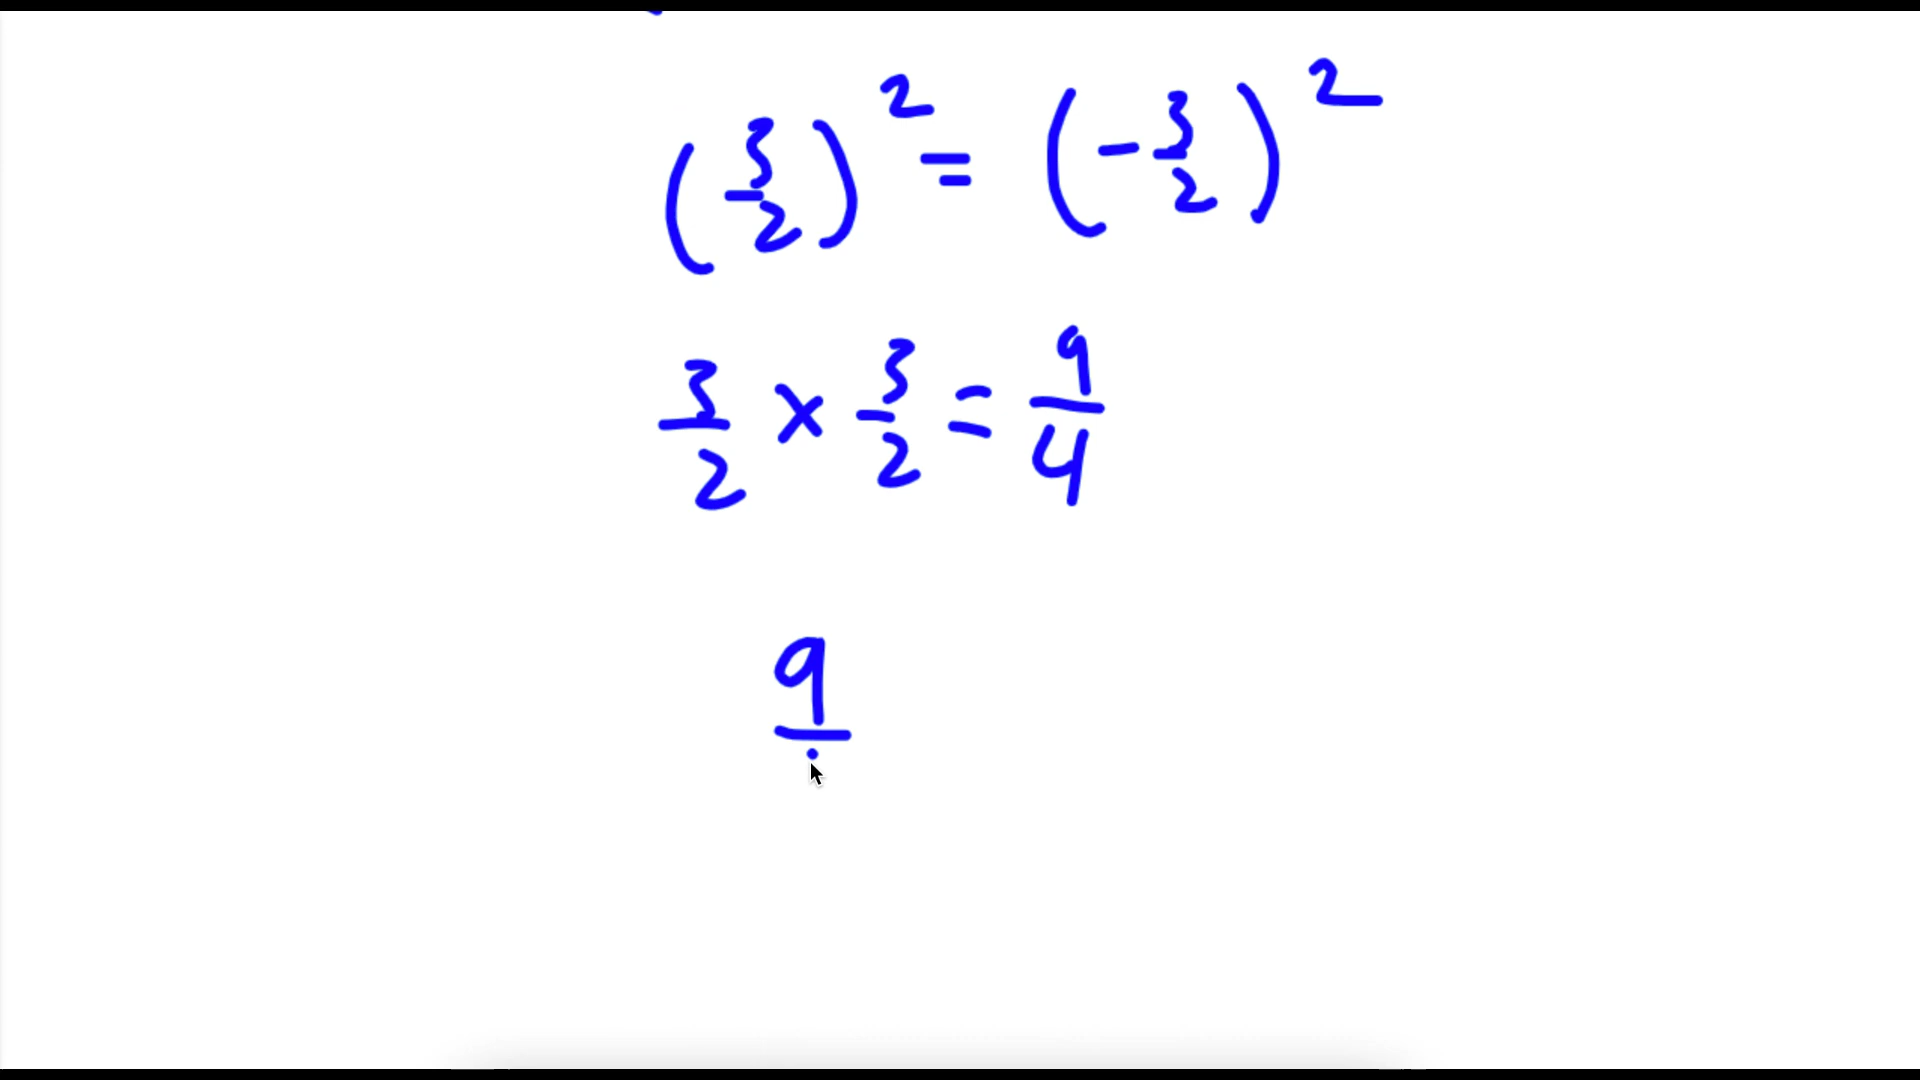 (3/2)² = (-3/2)²
3/2 × 3/2 = 9/4
9/